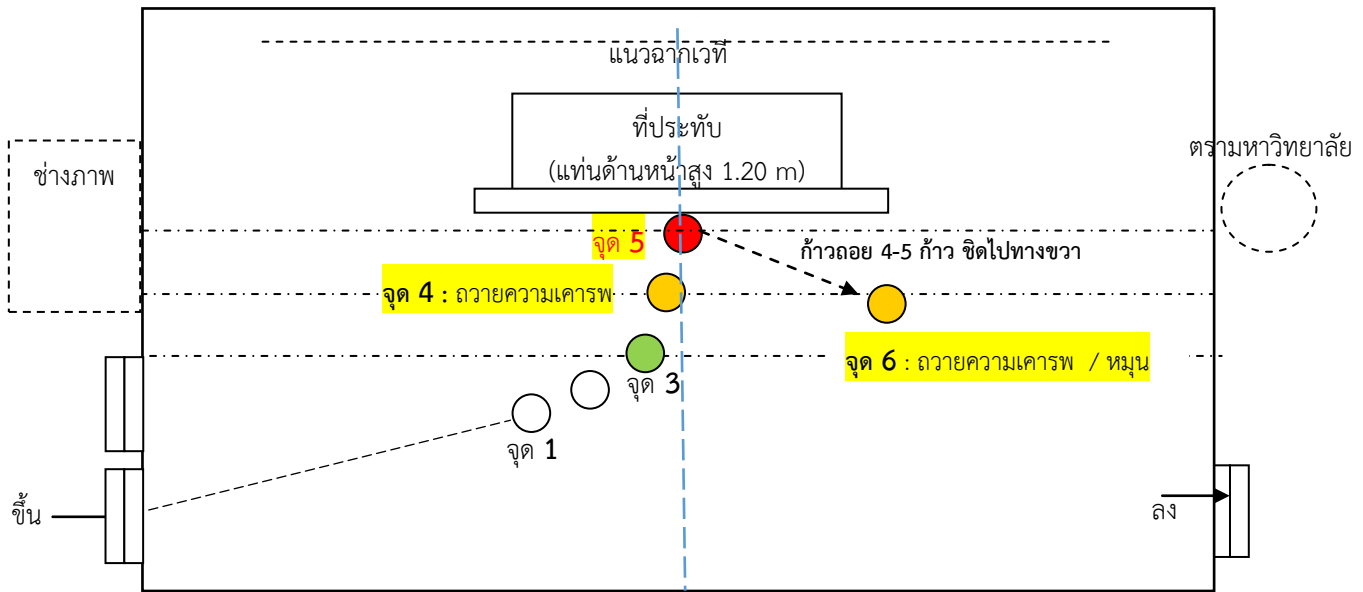 แนวฉากเวที
ที่ประทับ
(แท่นด้านหน้าสูง 1.20 m)
ช่างภาพ
ตรามหาวิทยาลัย
จุด 5
ก้าวถอย 4-5 ก้าว ชิดไปทางขวา
จุด 4 : ถวายความเคารพ
จุด 6 : ถวายความเคารพ / หมุน
จุด 3
จุด 1
ขึ้น
ลง